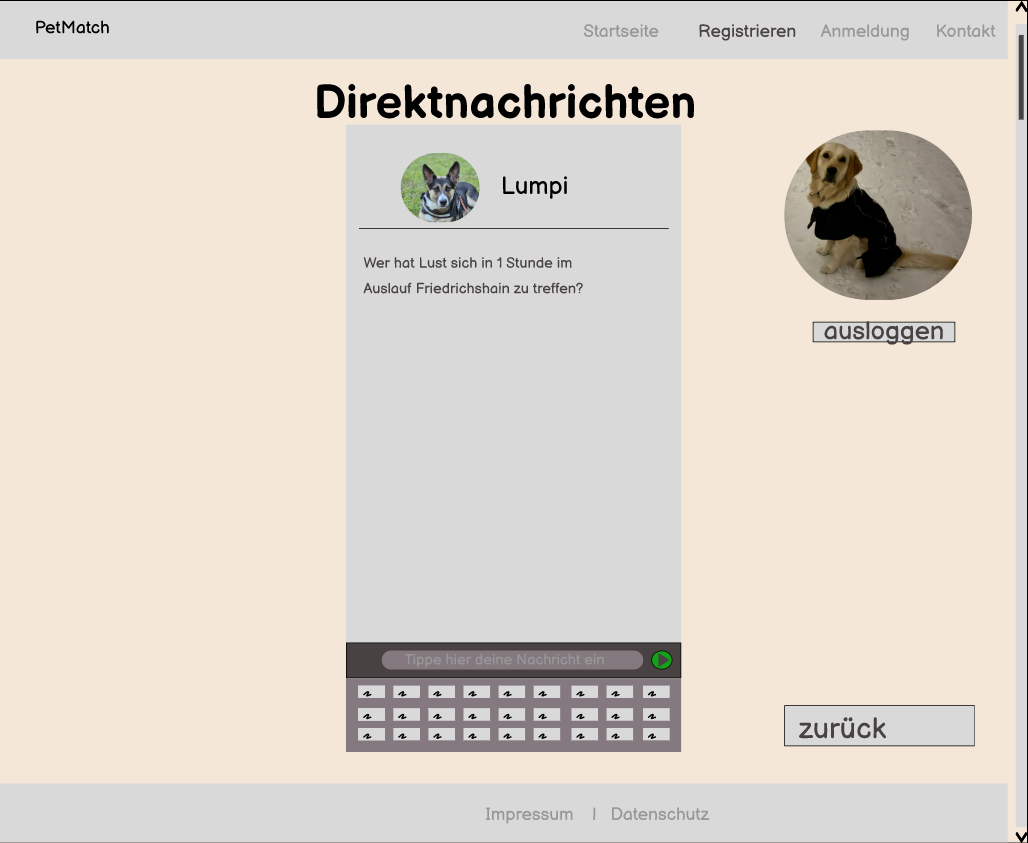 PetMatch
Startseite Registrieren Anmeldung Kontakt
Direktnachrichten
Lumpi
Wer hat Lust sich in 1 Stunde im
Auslauf Friedrichshain zu treffen?
ausloggen
Tippe hier deine Nachricht ein
zurück
Impressum | Datenschutz